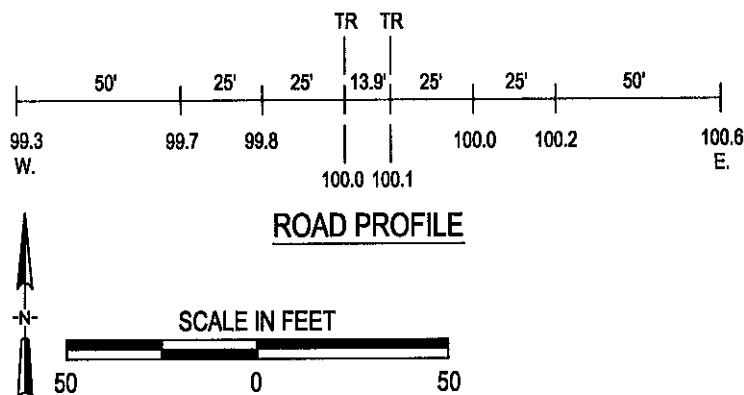 TR TR
50' 25' 25' 13.9' 25' 25' 50'
99.3 99.7 99.8 100.0 100.2 100.6
W. E.
100.0 100.1
ROAD PROFILE
-N-
SCALE IN FEET
50 0 50